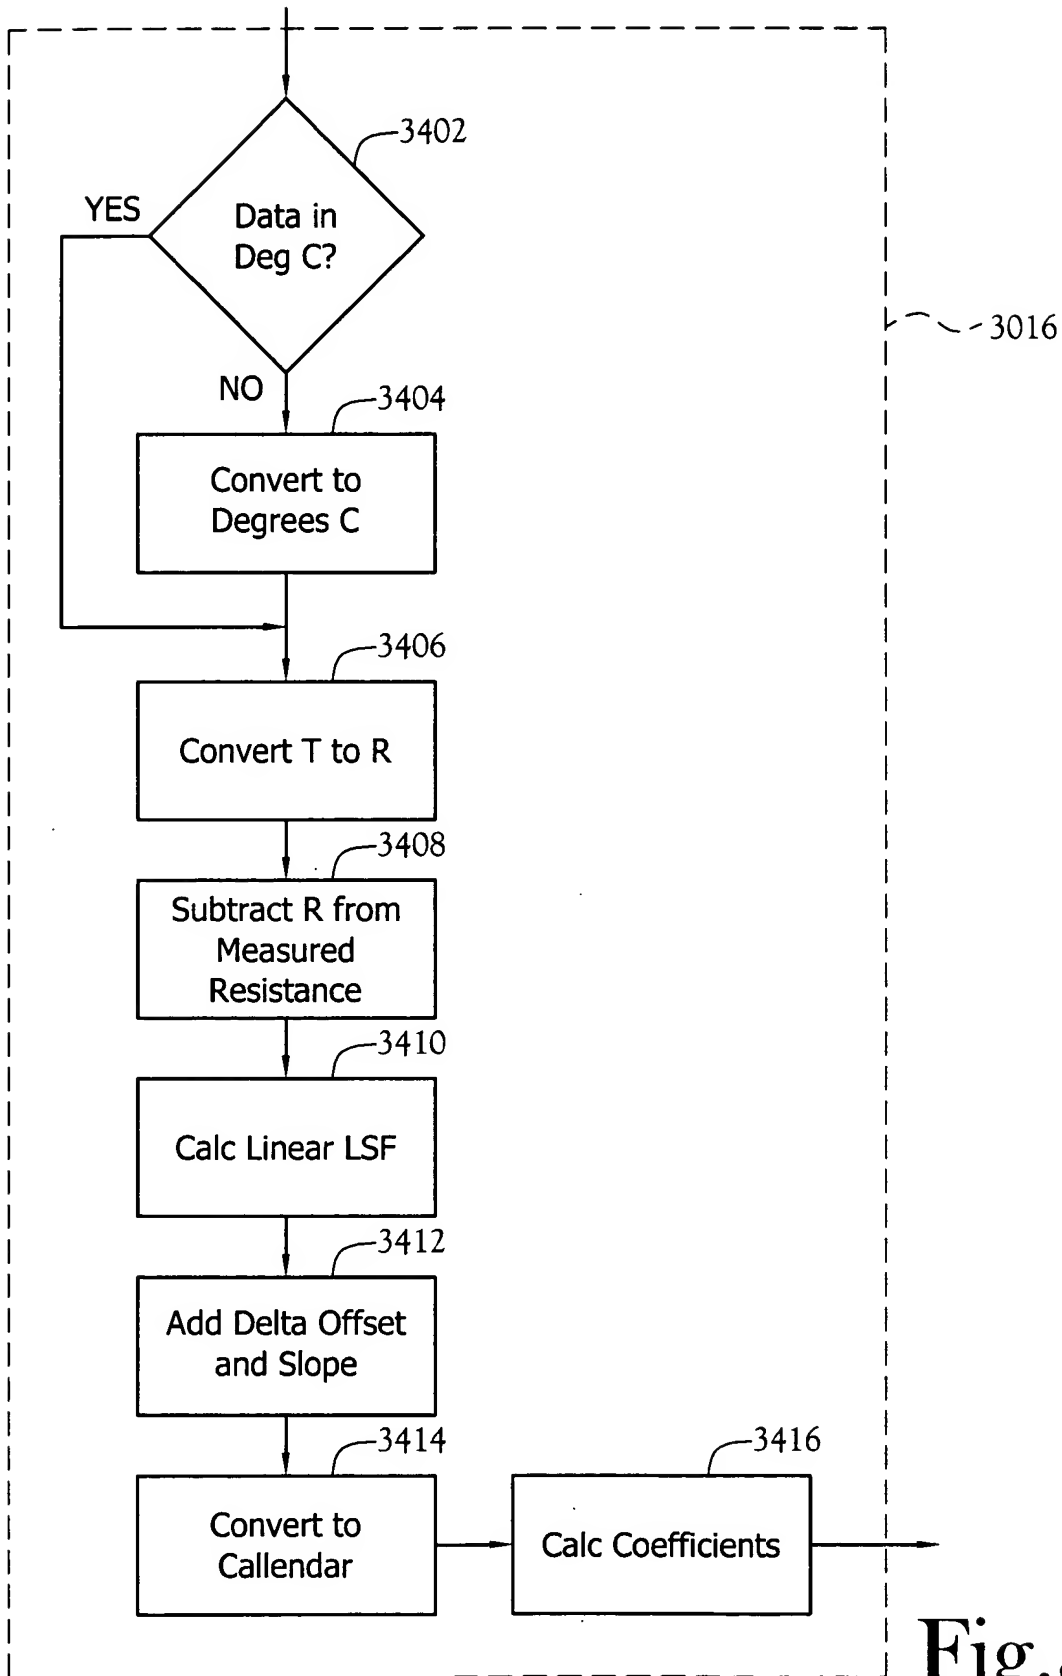 3402
YES
Data in
Deg C?
3016
NO
3404
Convert to
Degrees C
3406
Convert T to R
3408
Subtract R from
Measured
Resistance
3410
Calc Linear LSF
3412
Add Delta Offset
and Slope
3414
3416
Convert to
Callendar
Calc Coefficients
Fig.